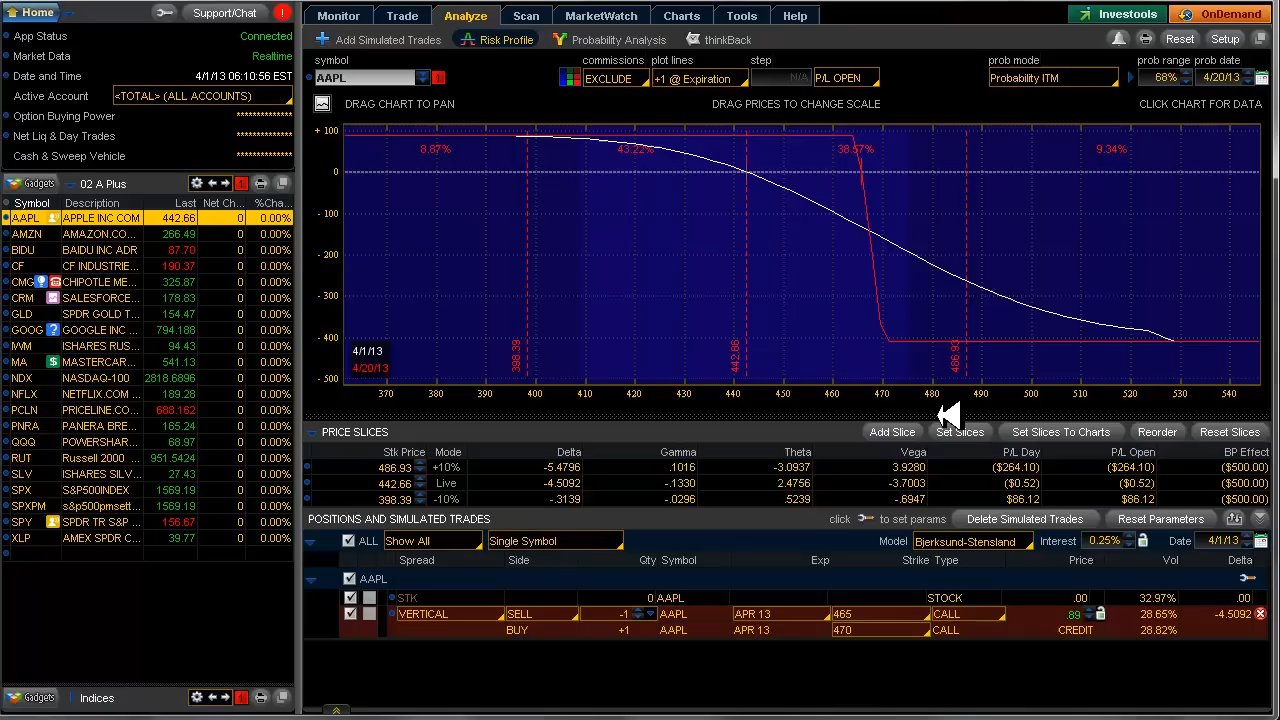 Home Support/Chat !
App Status Connected
Market Data Realtime
Date and Time 4/1/13 06:10:56 EST
Active Account <TOTAL> (ALL ACCOUNTS)
Option Buying Power **************
Net Liq & Day Trades **************
Cash & Sweep Vehicle **************
Gadgets 02 A Plus 1
Symbol Description Last Net Ch... %Cha...
AAPL APPLE INC COM 442.66 0 0.00%
AMZN AMAZON.CO... 266.49 0 0.00%
BIDU BAIDU INC ADR 87.70 0 0.00%
CF CF INDUSTRIE... 190.37 0 0.00%
CMG CHIPOTLE ME... 325.87 0 0.00%
CRM SALESFORCE... 178.83 0 0.00%
GLD SPDR GOLD T... 154.47 0 0.00%
GOOG ? GOOGLE INC ... 794.188 0 0.00%
IWM ISHARES RUS... 94.43 0 0.00%
MA $ MASTERCAR... 541.13 0 0.00%
NDX NASDAQ-100 2818.6896 0 0.00%
NFLX NETFLIX.COM ... 189.28 0 0.00%
PCLN PRICELINE.CO... 688.162 0 0.00%
PNRA PANERA BRE... 165.24 0 0.00%
QQQ POWERSHAR... 68.97 0 0.00%
RUT Russell 2000 ... 951.5424 0 0.00%
SLV ISHARES SILV... 27.43 0 0.00%
SPX S&P500INDEX 1569.19 0 0.00%
SPXPM s&p500pmsett... 1569.19 0 0.00%
SPY SPDR TR S&P ... 156.67 0 0.00%
XLP AMEX SPDR C... 39.77 0 0.00%
Gadgets Indices 1
Monitor Trade Analyze Scan MarketWatch Charts Tools Help Investools OnDemand
Add Simulated Trades Risk Profile Probability Analysis thinkBack Reset Setup
symbol commissions plot lines step prob mode prob range prob date
AAPL 1 EXCLUDE +1 @ Expiration N/A P/L OPEN Probability ITM 68% 4/20/13
DRAG CHART TO PAN DRAG PRICES TO CHANGE SCALE CLICK CHART FOR DATA
+ 100
8.87% 43.22% 38.57% 9.34%
0
- 100
- 200
- 300
- 400
- 500
398.39 442.66 486.93
4/1/13
4/20/13
370 380 390 400 410 420 430 440 450 460 470 480 490 500 510 520 530 540
PRICE SLICES Add Slice Set Slices Set Slices To Charts Reorder Reset Slices
Stk Price Mode Delta Gamma Theta Vega P/L Day P/L Open BP Effect
486.93 +10% -5.4796 .1016 -3.0937 3.9280 ($264.10) ($264.10) ($500.00)
442.66 Live -4.5092 -.1330 2.4756 -3.7003 ($0.52) ($0.52) ($500.00)
398.39 -10% -.3139 -.0296 .5239 -.6947 $86.12 $86.12 ($500.00)
POSITIONS AND SIMULATED TRADES click to set params Delete Simulated Trades Reset Parameters
ALL Show All Single Symbol Model Bjerksund-Stensland Interest 0.25% Date 4/1/13
Spread Side Qty Symbol Exp Strike Type Price Vol Delta
AAPL
STK 0 AAPL STOCK .00 32.97% .00
VERTICAL SELL -1 AAPL APR 13 465 CALL .89 28.65% -4.5092
BUY +1 AAPL APR 13 470 CALL CREDIT 28.82%